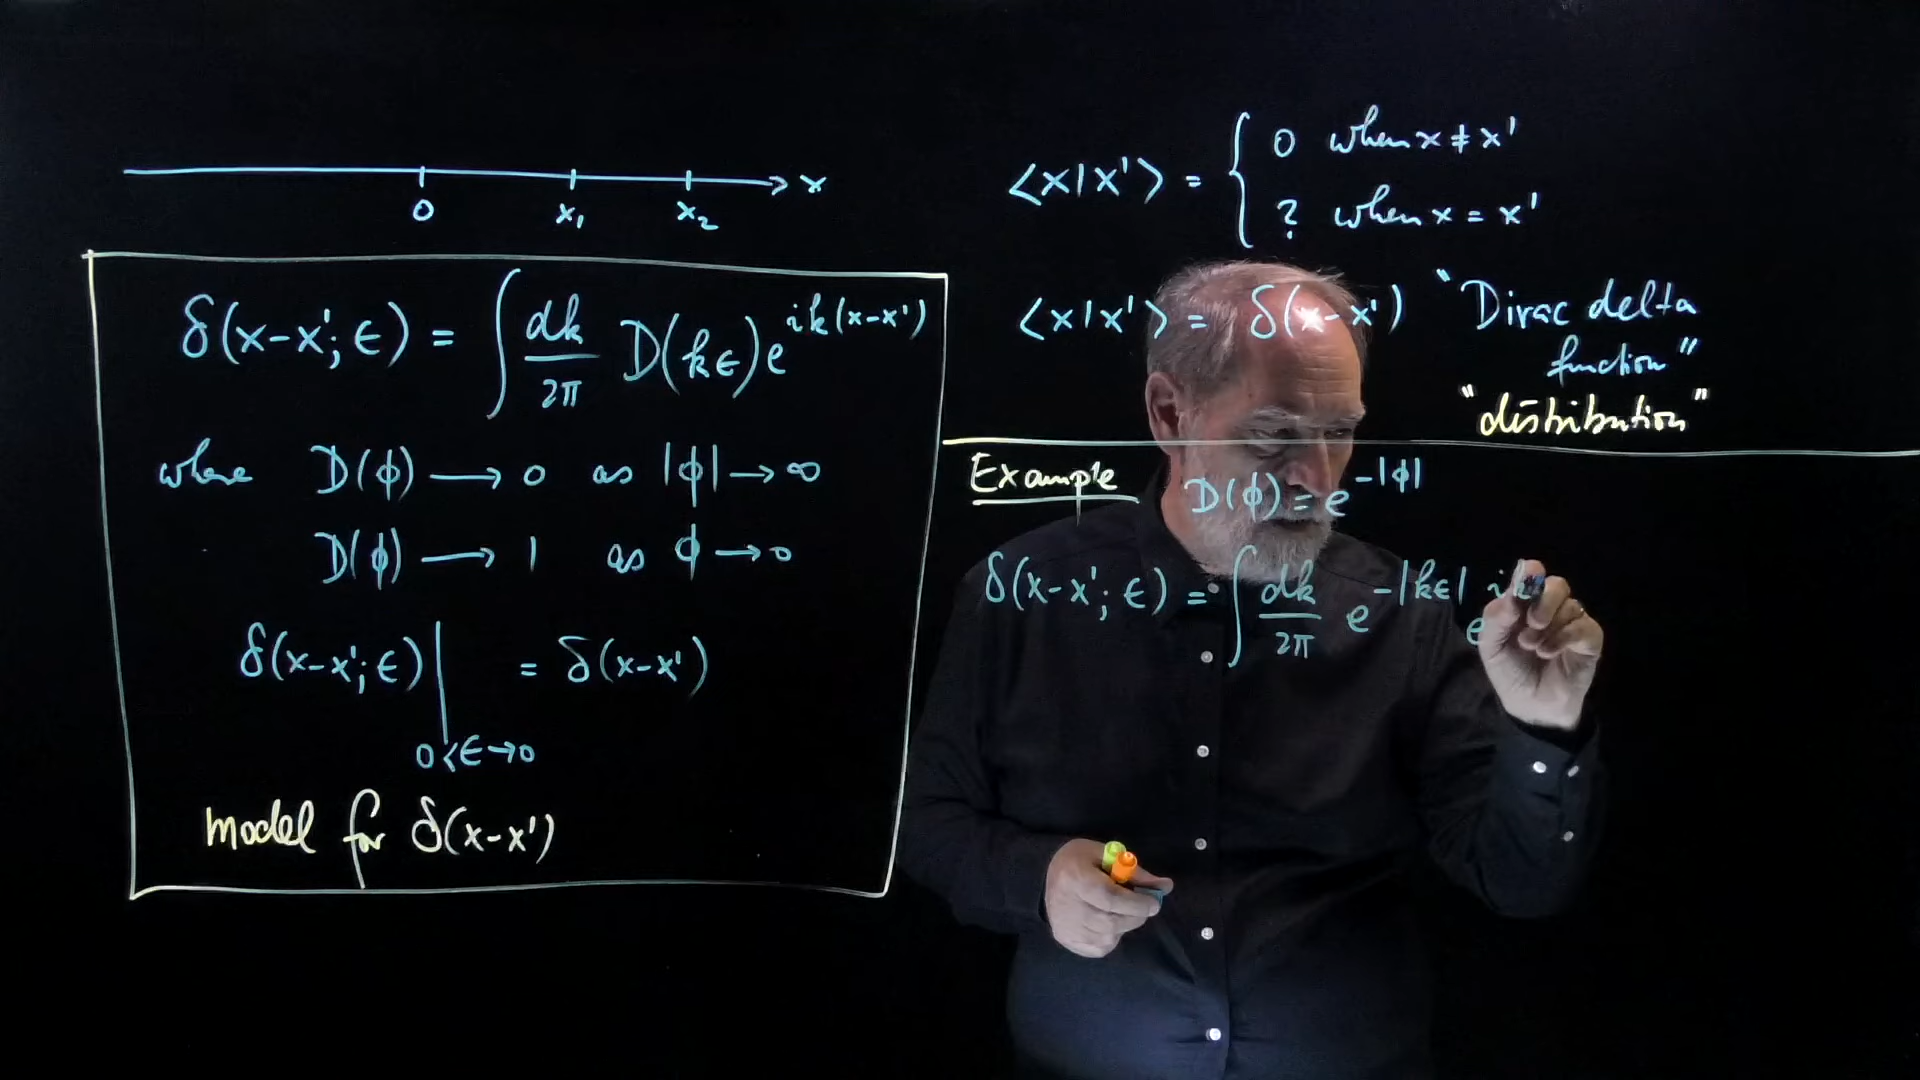 0 x₁ x₂ x
δ(x-x'; ϵ) = ∫ dk/2π D(kϵ) e^{ik(x-x')}
where D(ϕ) ⟶ 0 as |ϕ| → ∞
D(ϕ) ⟶ 1 as ϕ → 0
δ(x-x'; ϵ)|_{0<ϵ→0} = δ(x-x')
model for δ(x-x')
⟨x|x'⟩ = { 0 when x ≠ x'
? when x = x'
⟨x|x'⟩ = δ(x-x') "Dirac delta
function"
"distribution"
Example D(ϕ) = e^{-|ϕ|}
δ(x-x'; ϵ) = ∫ dk/2π e^{-|kϵ|} e^{ik